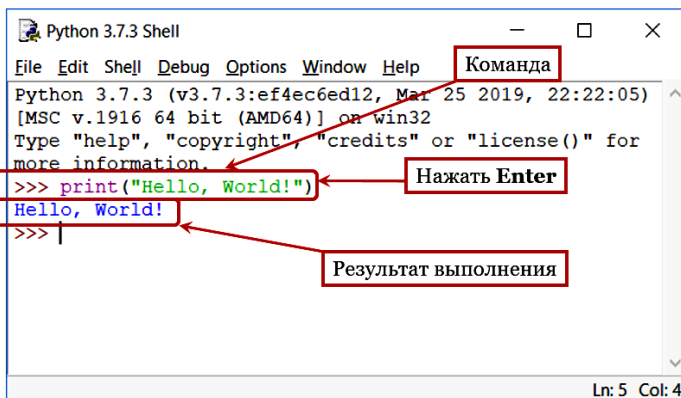 Python 3.7.3 Shell
File Edit Shell Debug Options Window Help
Команда
Python 3.7.3 (v3.7.3:ef4ec6ed12, Mar 25 2019, 22:22:05)
[MSC v.1916 64 bit (AMD64)] on win32
Type "help", "copyright", "credits" or "license()" for
more information.
>>> print("Hello, World!")
Нажать Enter
Hello, World!
>>>
Результат выполнения
Ln: 5 Col: 4